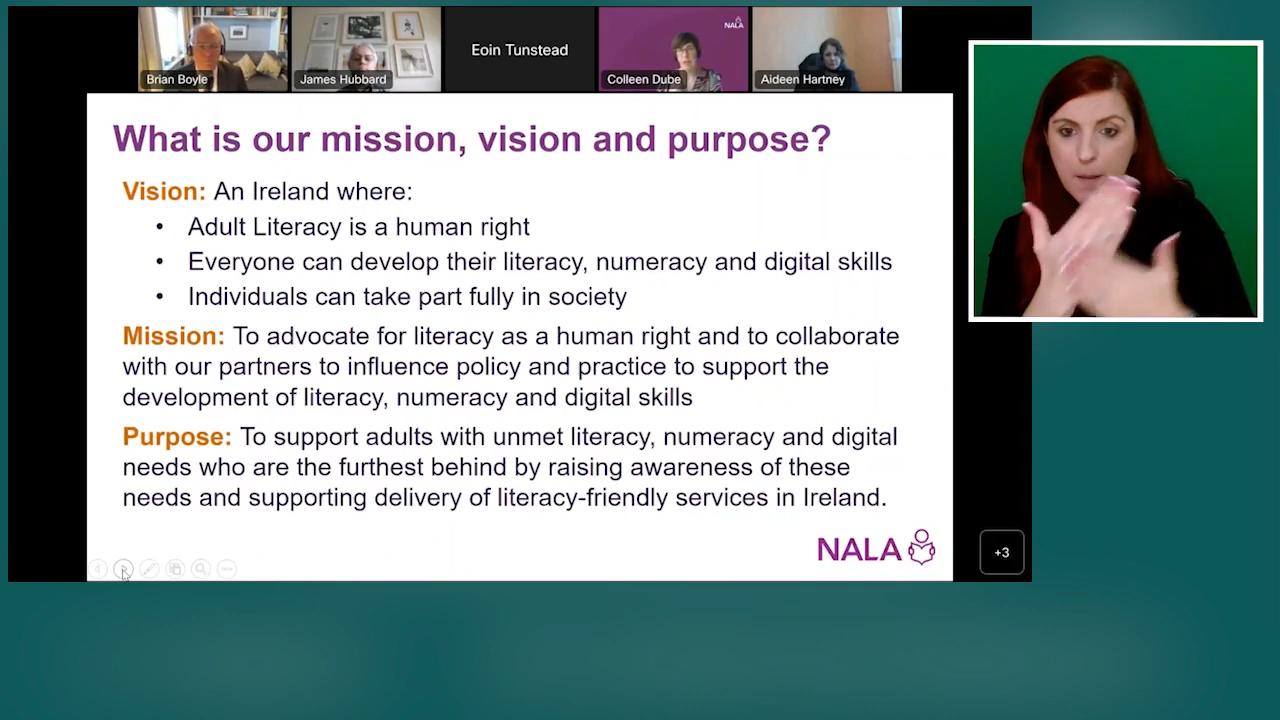 NALA
Brian Boyle
James Hubbard
Eoin Tunstead
Colleen Dube
Aideen Hartney
What is our mission, vision and purpose?
Vision: An Ireland where:
• Adult Literacy is a human right
• Everyone can develop their literacy, numeracy and digital skills
• Individuals can take part fully in society
Mission: To advocate for literacy as a human right and to collaborate
with our partners to influence policy and practice to support the
development of literacy, numeracy and digital skills
Purpose: To support adults with unmet literacy, numeracy and digital
needs who are the furthest behind by raising awareness of these
needs and supporting delivery of literacy-friendly services in Ireland.
NALA
+3